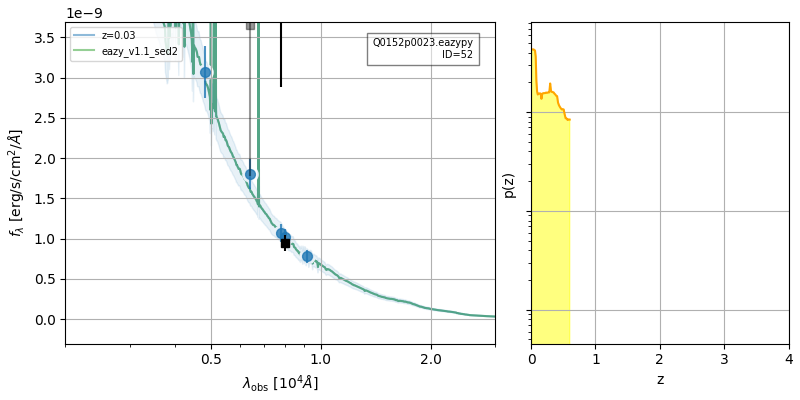 1e−9
z=0.03
eazy_v1.1_sed2
Q0152p0023.eazypy
ID=52
3.5
3.0
2.5
2.0
1.5
1.0
0.5
0.0
f_λ [erg/s/cm²/Å]
0.5
1.0
2.0
λ_obs [10⁴Å]
p(z)
0
1
2
3
4
z